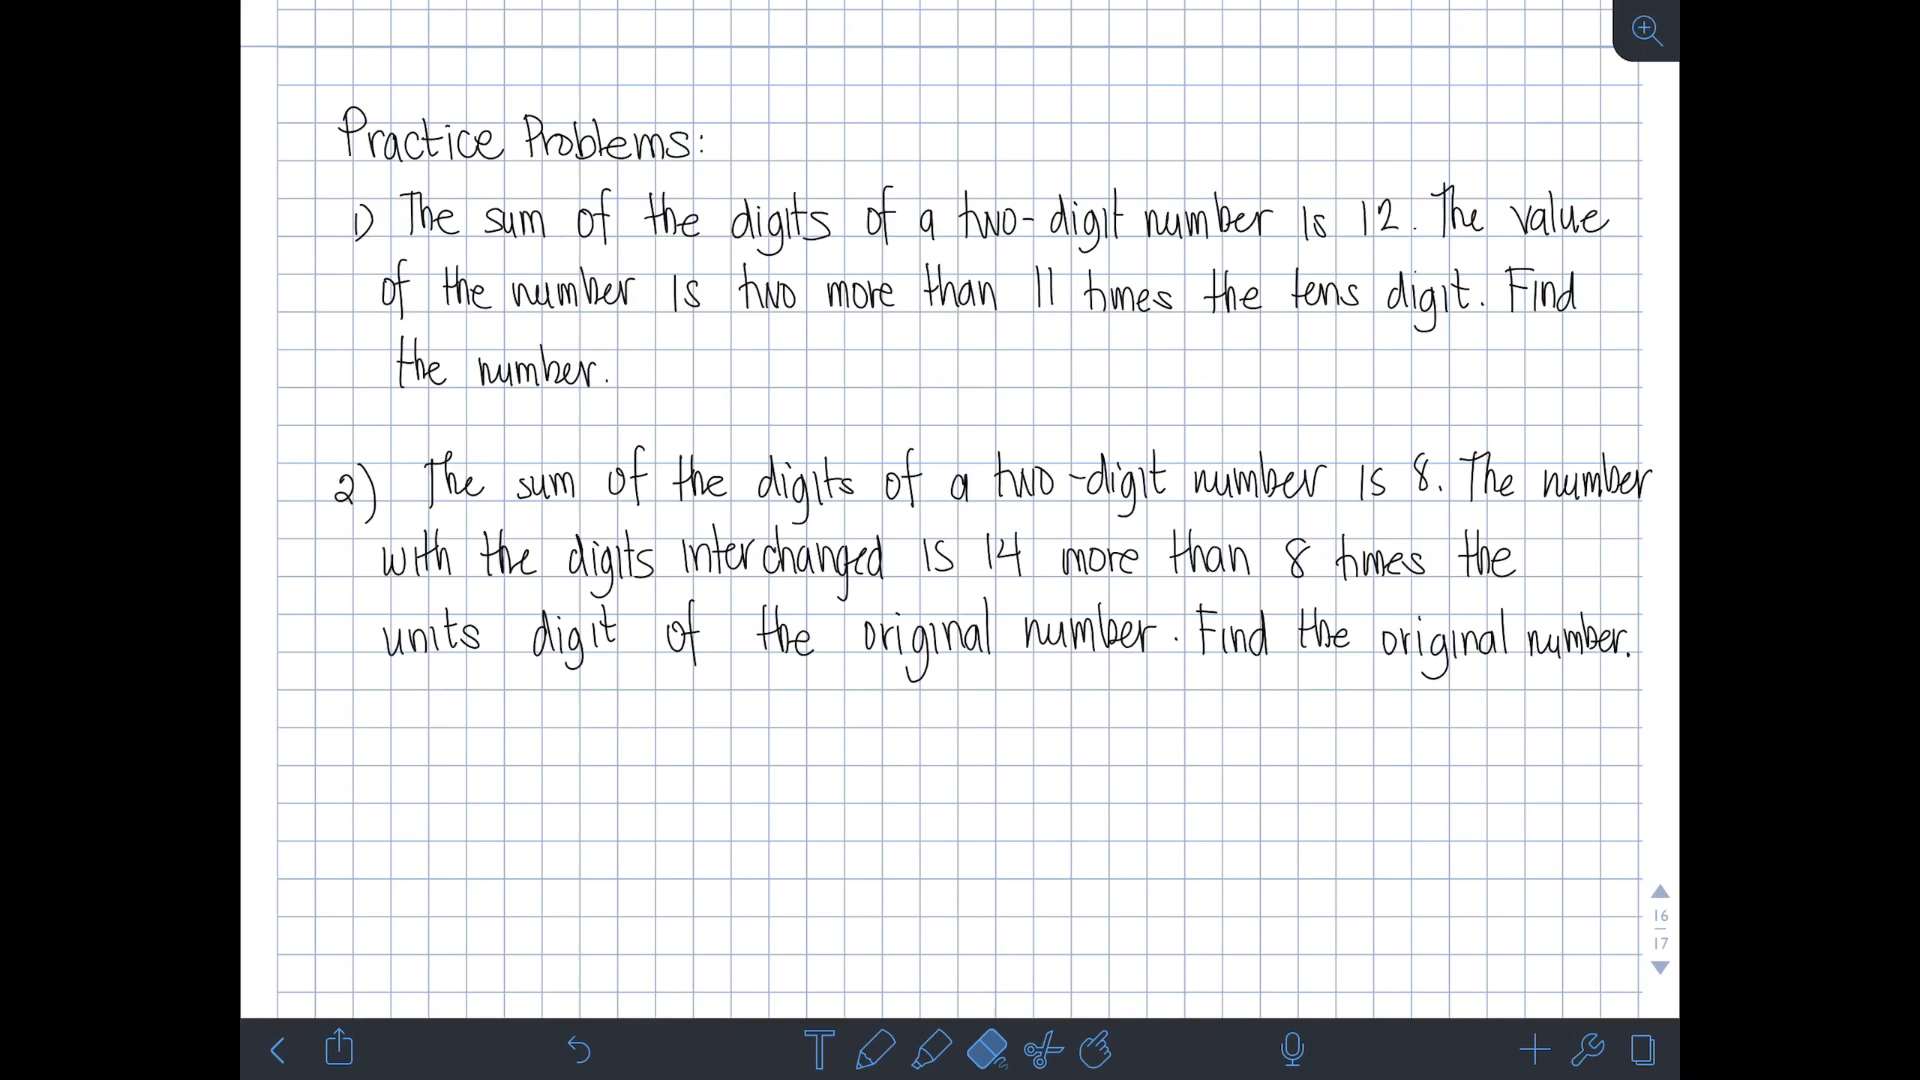 Practice Problems:
1) The sum of the digits of a two-digit number is 12. The value
of the number is two more than 11 times the tens digit. Find
the number.
2) The sum of the digits of a two-digit number is 8. The number
with the digits interchanged is 14 more than 8 times the
units digit of the original number. Find the original number.
16
17